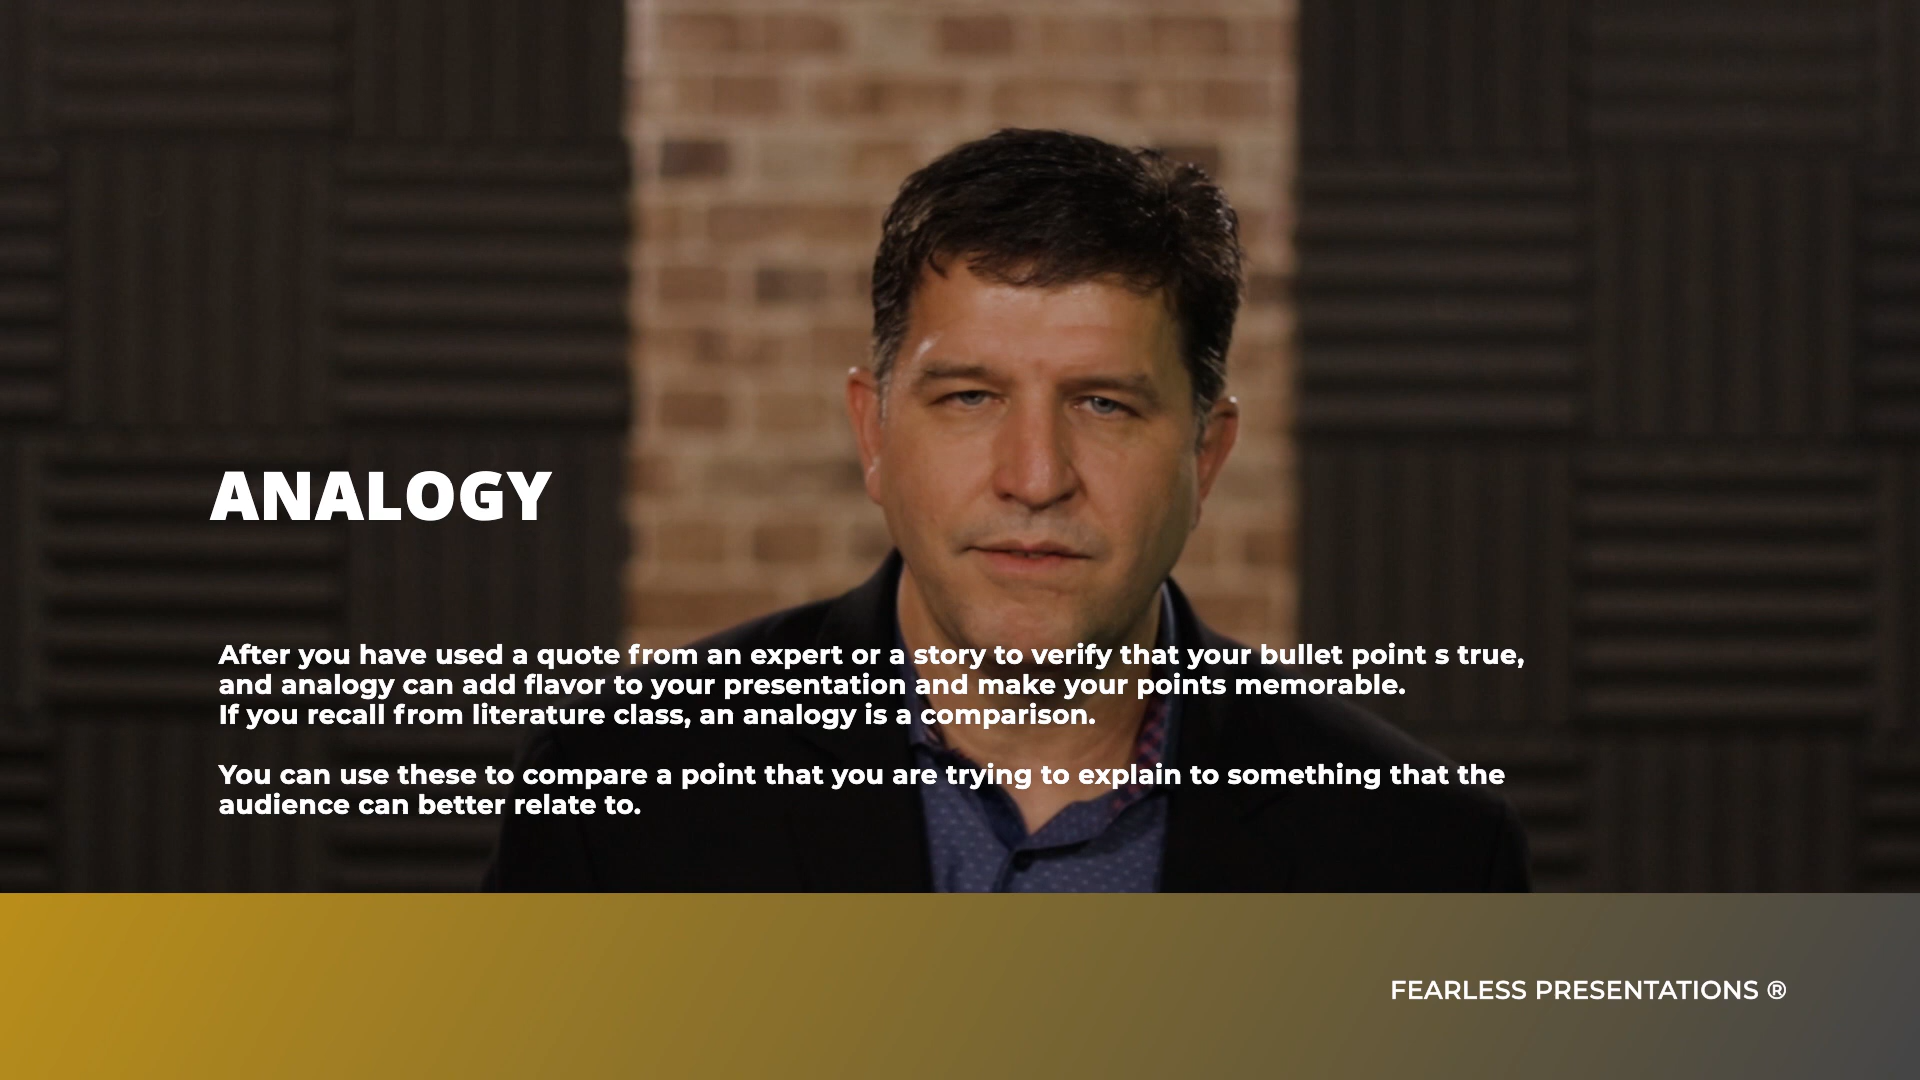 ANALOGY
After you have used a quote from an expert or a story to verify that your bullet point s true,
and analogy can add flavor to your presentation and make your points memorable.
If you recall from literature class, an analogy is a comparison.
You can use these to compare a point that you are trying to explain to something that the
audience can better relate to.
FEARLESS PRESENTATIONS ®